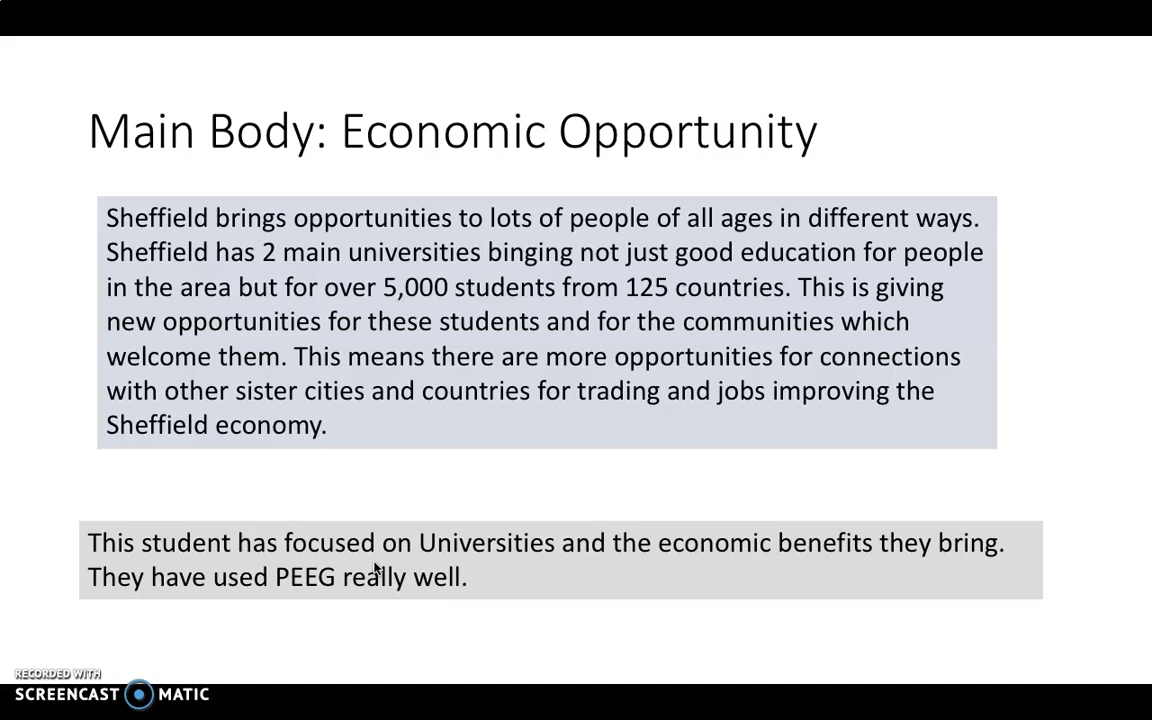 Main Body: Economic Opportunity
Sheffield brings opportunities to lots of people of all ages in different ways.
Sheffield has 2 main universities binging not just good education for people
in the area but for over 5,000 students from 125 countries. This is giving
new opportunities for these students and for the communities which
welcome them. This means there are more opportunities for connections
with other sister cities and countries for trading and jobs improving the
Sheffield economy.
This student has focused on Universities and the economic benefits they bring.
They have used PEEG really well.
RECORDED WITH
SCREENCAST MATIC